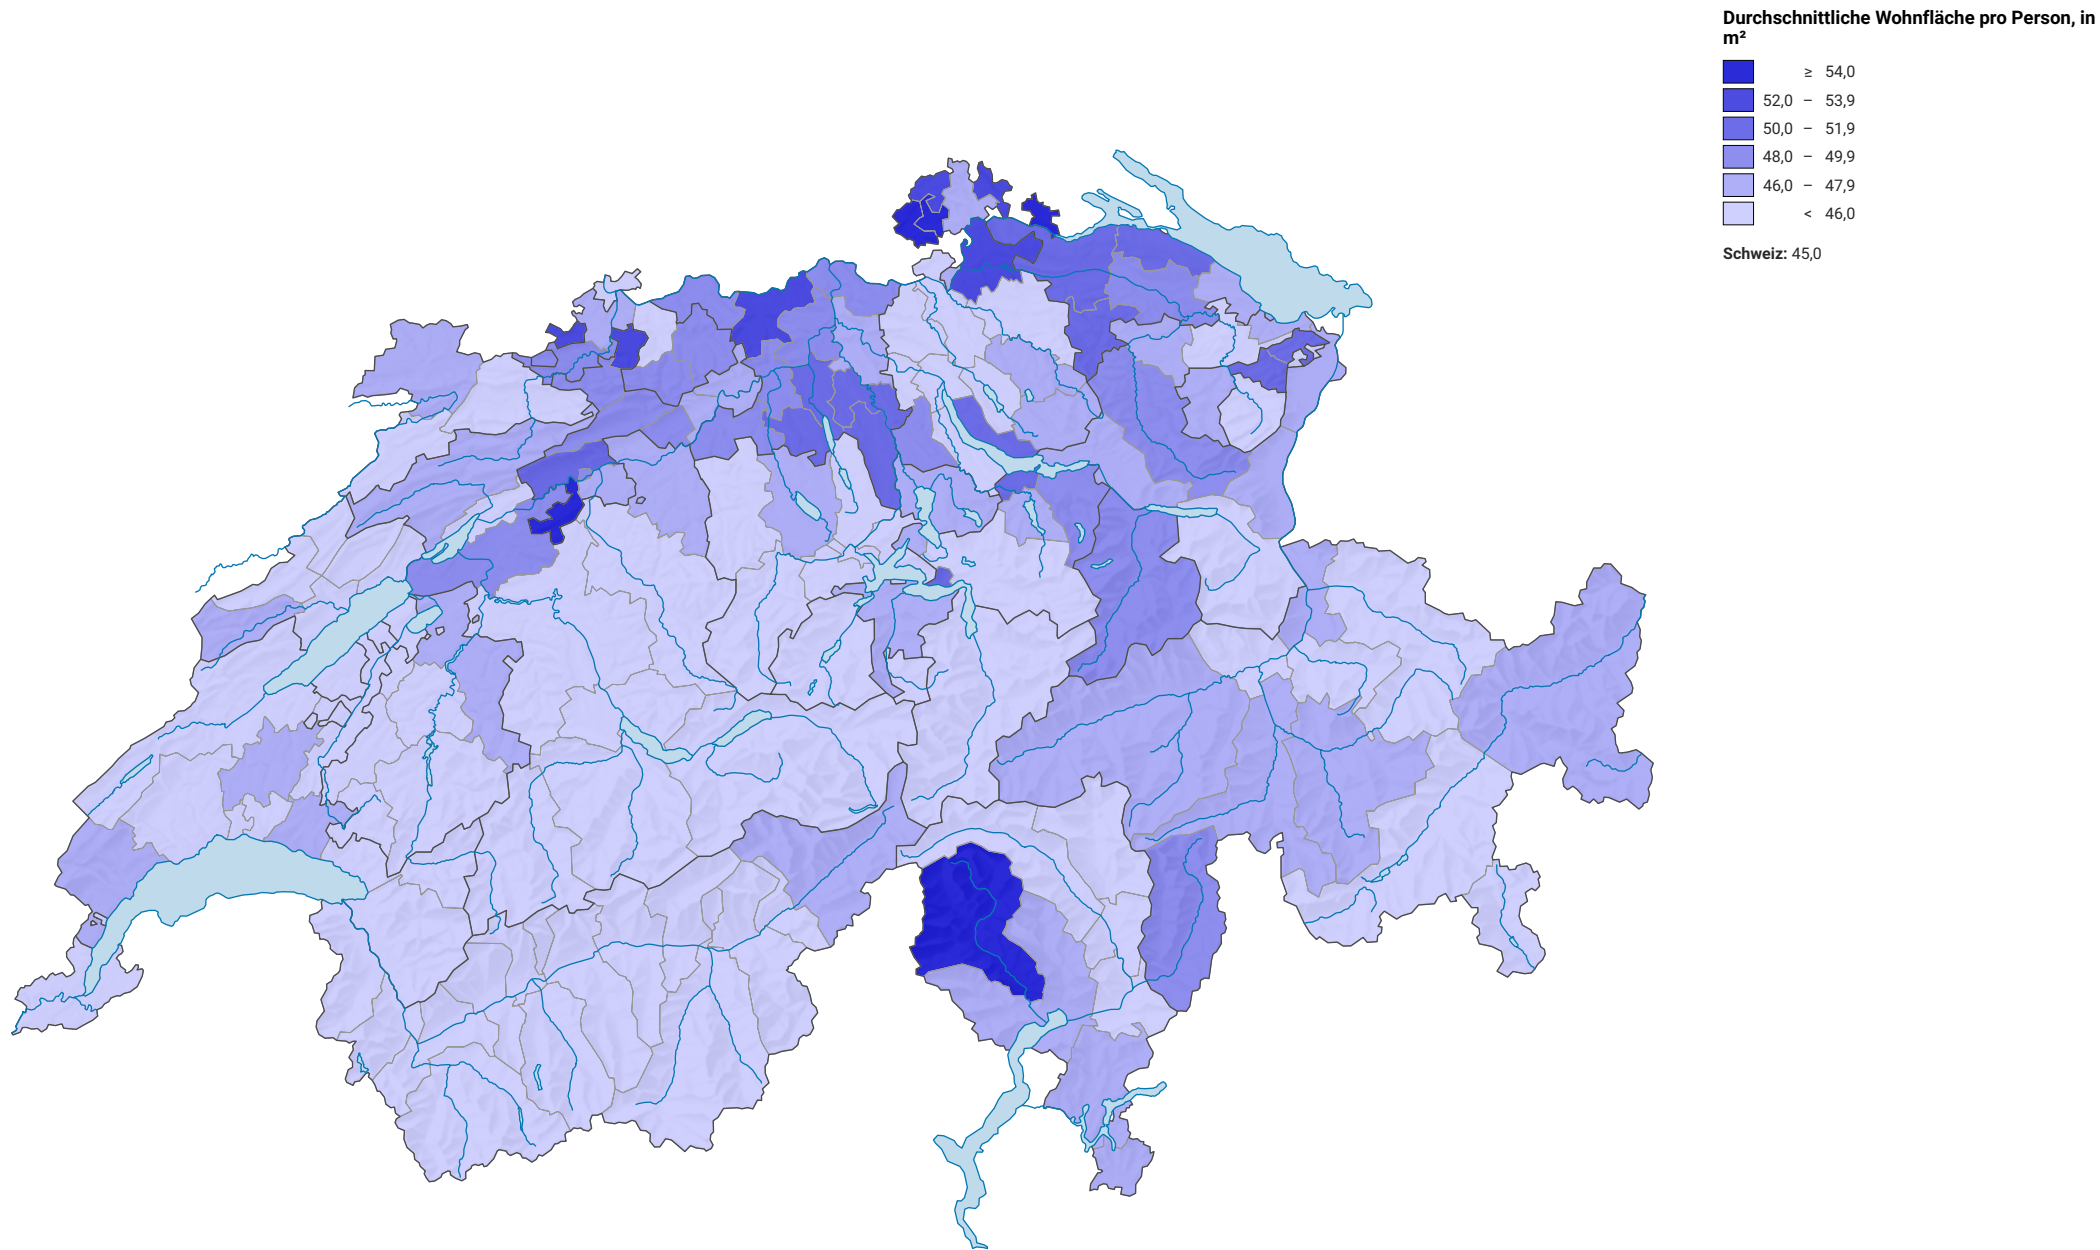 Durchschnittliche Wohnfläche pro Person, in
m²
≥ 54,0
52,0 – 53,9
50,0 – 51,9
48,0 – 49,9
46,0 – 47,9
< 46,0
Schweiz: 45,0